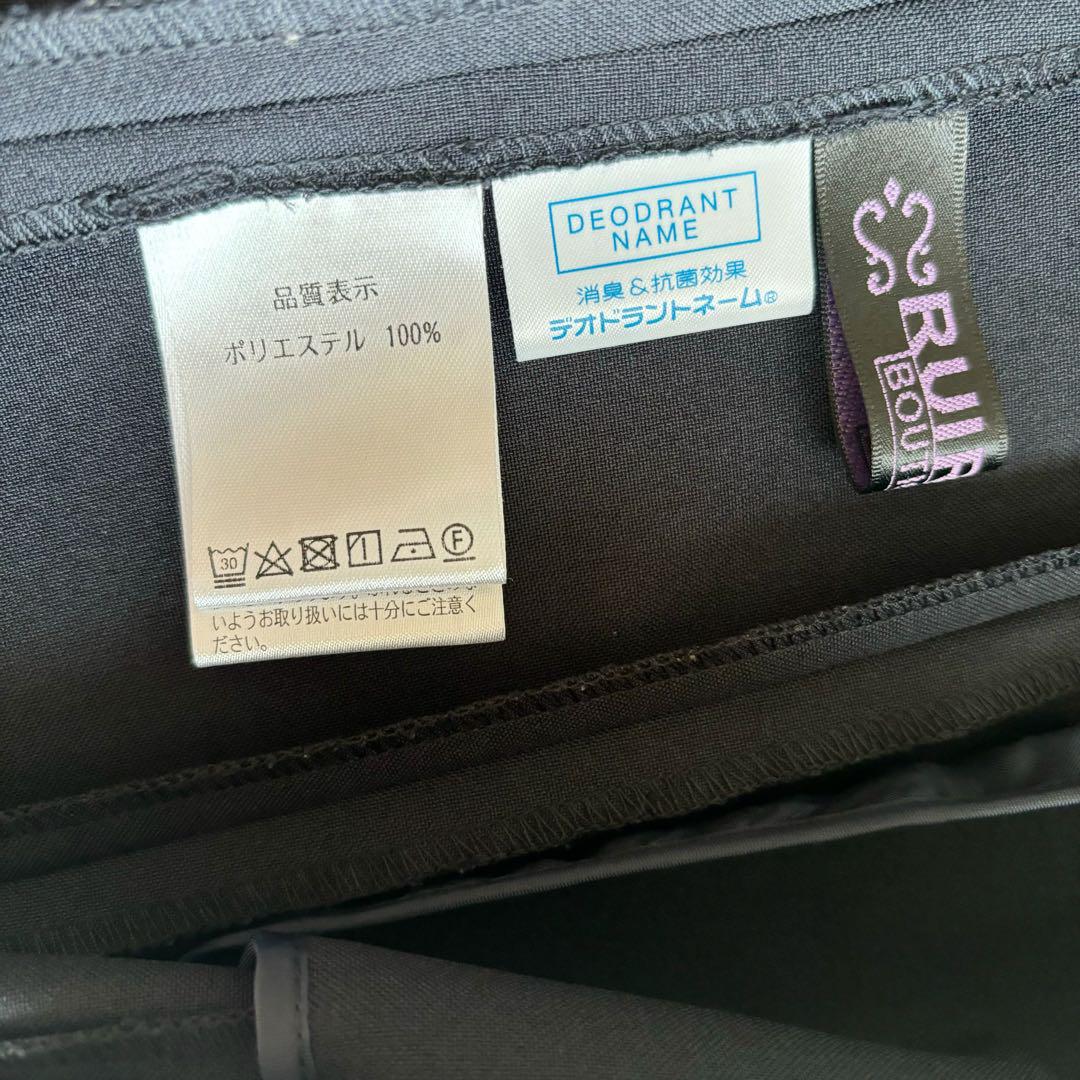 品質表示
ポリエステル 100%
30
F
いようお取り扱いには十分にご注意く
ださい。
DEODRANT
NAME
消臭&抗菌効果
デオドラントネーム®